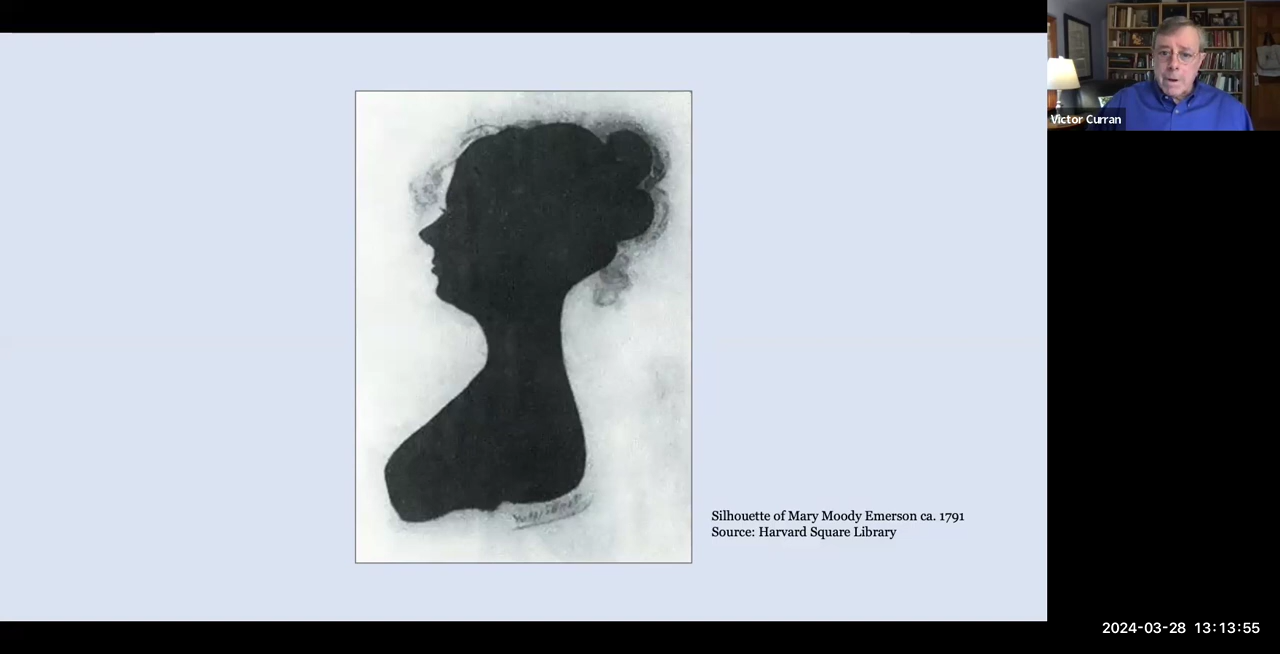 Victor Curran
Silhouette of Mary Moody Emerson ca. 1791
Source: Harvard Square Library
2024-03-28 13:13:55